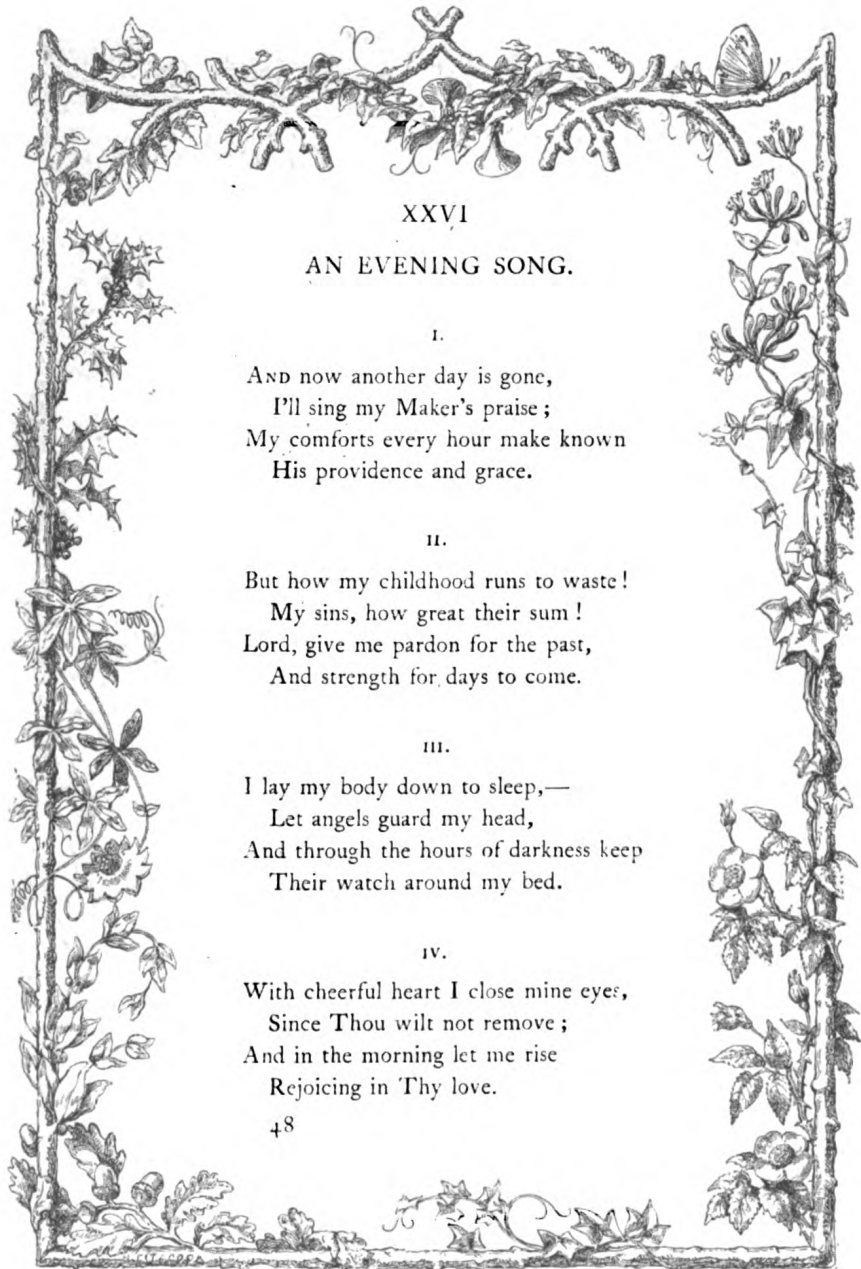 XXVI
AN EVENING SONG.
I.
AND now another day is gone,
I'll sing my Maker's praise;
My comforts every hour make known
His providence and grace.
II.
But how my childhood runs to waste!
My sins, how great their sum!
Lord, give me pardon for the past,
And strength for days to come.
III.
I lay my body down to sleep,—
Let angels guard my head,
And through the hours of darkness keep
Their watch around my bed.
IV.
With cheerful heart I close mine eyes,
Since Thou wilt not remove;
And in the morning let me rise
Rejoicing in Thy love.
48